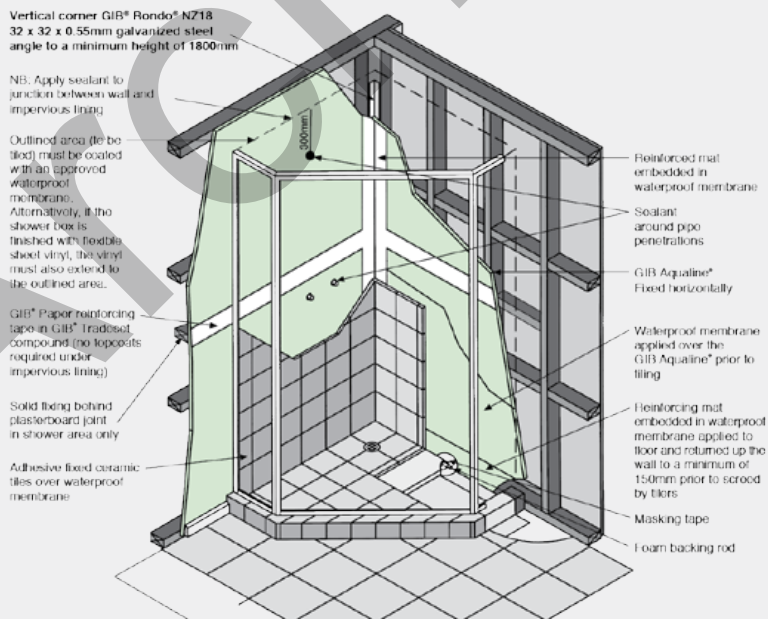 Vertical corner GIB® Rondo® NZ18
32 x 32 x 0.55mm galvanized steel
angle to a minimum height of 1800mm
NB: Apply sealant to
junction between wall and
impervious lining
Outlined area (to be
tiled) must be coated
with an approved
waterproof
membrane.
Alternatively, if the
shower box is
finished with flexible
sheet vinyl, the vinyl
must also extend to
the outlined area.
GIB® Paper reinforcing
tape in GIB® Tradeset
compound (no topcoats
required under
impervious lining)
Solid fixing behind
plasterboard joint
in shower area only
Adhesive fixed ceramic
tiles over waterproof
membrane
300mm
Reinforced mat
embedded in
waterproof membrane
Sealant
around pipe
penetrations
GIB Aqualine®
Fixed horizontally
Waterproof membrane
applied over the
GIB Aqualine® prior to
tiling
Reinforcing mat
embedded in waterproof
membrane applied to
floor and returned up the
wall to a minimum of
150mm prior to screed
by tilers
Masking tape
Foam backing rod